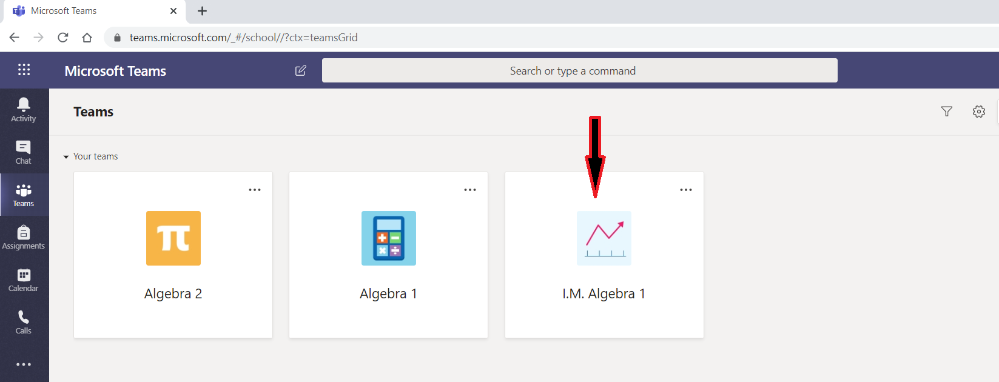 Microsoft Teams
teams.microsoft.com/_#/school//?ctx=teamsGrid
Microsoft Teams
Search or type a command
Activity
Chat
Teams
Assignments
Calendar
Calls
Teams
Your teams
π
Algebra 2
Algebra 1
I.M. Algebra 1